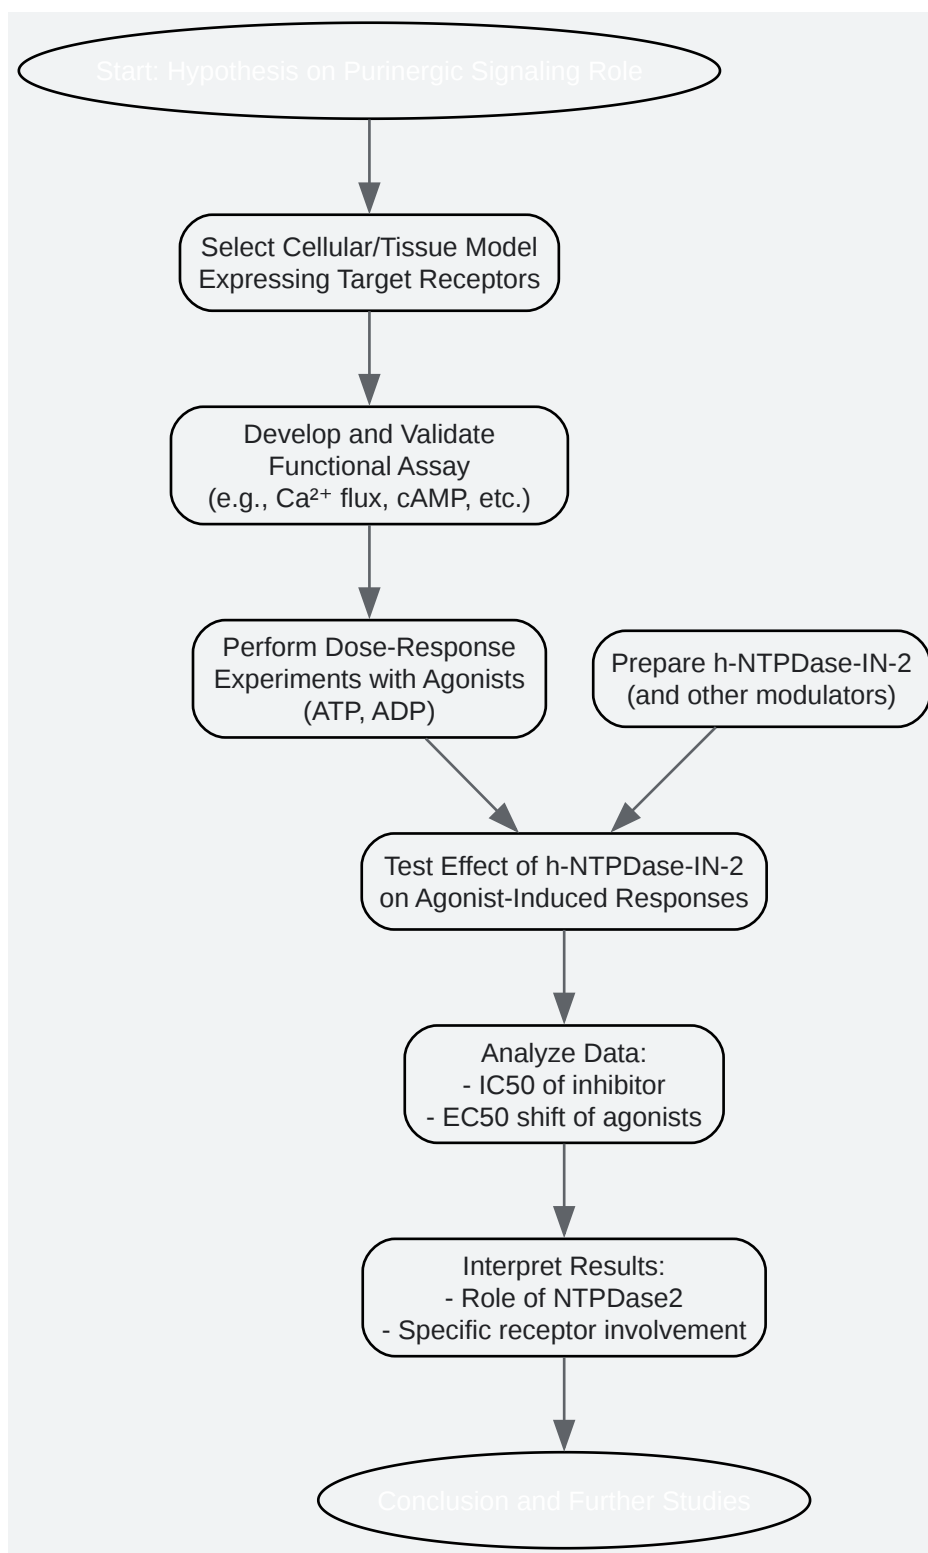 Start: Hypothesis on Purinergic Signaling Role
Select Cellular/Tissue Model
Expressing Target Receptors
Develop and Validate
Functional Assay
(e.g., Ca²⁺ flux, cAMP, etc.)
Perform Dose-Response
Experiments with Agonists
(ATP, ADP)
Prepare h-NTPDase-IN-2
(and other modulators)
Test Effect of h-NTPDase-IN-2
on Agonist-Induced Responses
Analyze Data:
- IC50 of inhibitor
- EC50 shift of agonists
Interpret Results:
- Role of NTPDase2
- Specific receptor involvement
Conclusion and Further Studies